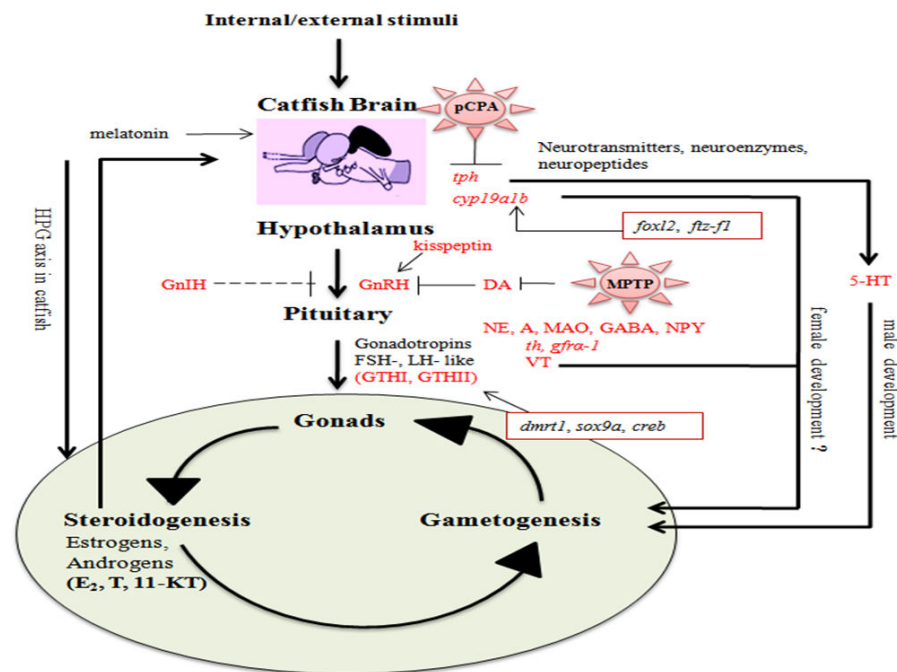 Internal/external stimuli
Catfish Brain
pCPA
melatonin
Neurotransmitters, neuroenzymes,
neuropeptides
tph
cyp19a1b
foxl2, ftz-f1
Hypothalamus
kisspeptin
GnIH
GnRH
DA
MPTP
5-HT
Pituitary
NE, A, MAO, GABA, NPY
th, gfrα-1
VT
Gonadotropins
FSH-, LH- like
(GTHI, GTHII)
HPG axis in catfish
female development ?
male development
dmrt1, sox9a, creb
Gonads
Steroidogenesis
Estrogens,
Androgens
(E₂, T, 11-KT)
Gametogenesis